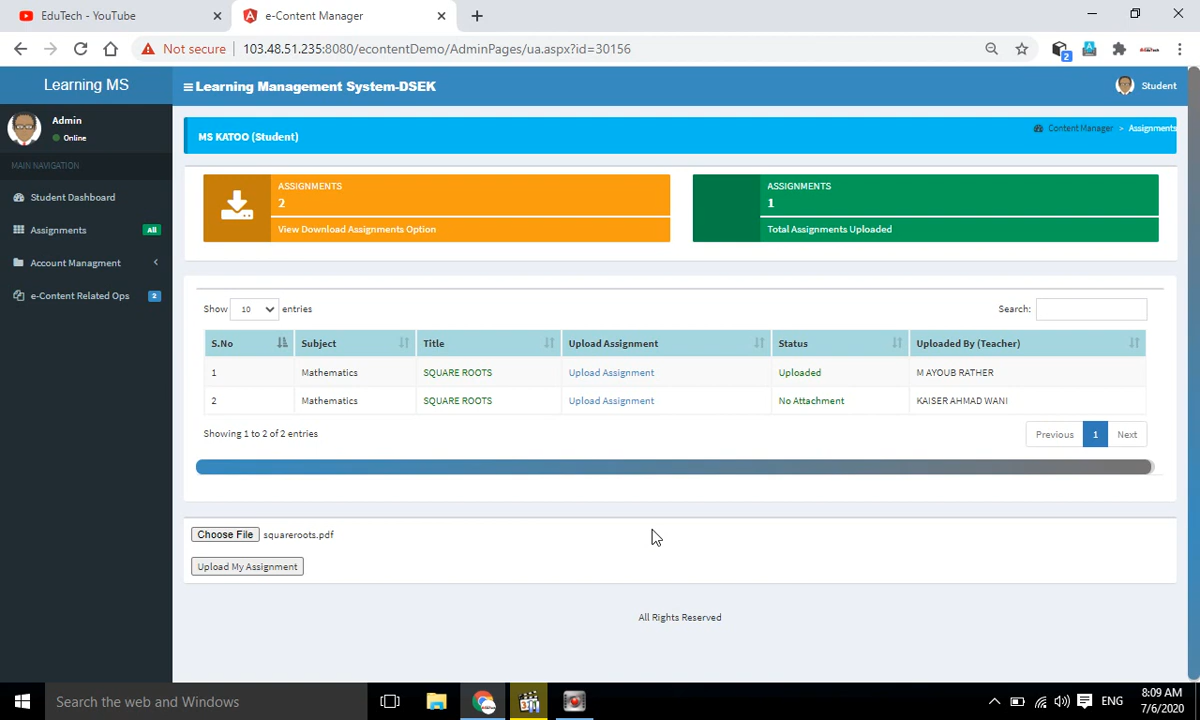 EduTech - YouTube
e-Content Manager
Not secure
103.48.51.235:8080/econtentDemo/AdminPages/ua.aspx?id=30156
2
Learning MS
Learning Management System-DSEK
Student
Admin
Online
MAIN NAVIGATION
Student Dashboard
Assignments All
Account Managment
e-Content Related Ops 2
MS KATOO (Student)
Content Manager > Assignments
ASSIGNMENTS
2
View Download Assignments Option
ASSIGNMENTS
1
Total Assignments Uploaded
Show 10 entries
Search:
S.No Subject Title Upload Assignment Status Uploaded By (Teacher)
1 Mathematics SQUARE ROOTS Upload Assignment Uploaded M AYOUB RATHER
2 Mathematics SQUARE ROOTS Upload Assignment No Attachment KAISER AHMAD WANI
Showing 1 to 2 of 2 entries
Previous 1 Next
Choose File squareroots.pdf
Upload My Assignment
All Rights Reserved
Search the web and Windows
ENG
8:09 AM
7/6/2020